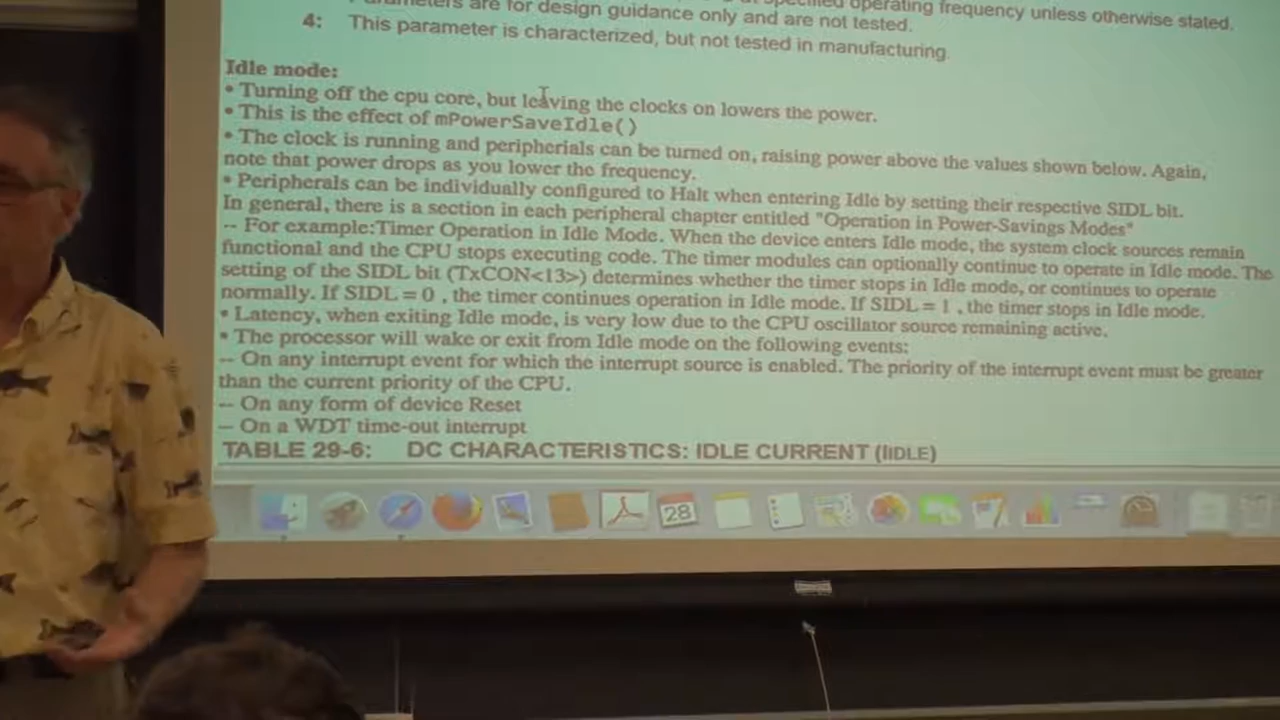 are for design guidance only and are not tested.
operating frequency unless otherwise stated.
4: This parameter is characterized, but not tested in manufacturing.
Idle mode:
• Turning off the cpu core, but leaving the clocks on lowers the power.
• This is the effect of mPowerSaveIdle()
• The clock is running and peripherials can be turned on, raising power above the values shown below. Again,
note that power drops as you lower the frequency.
• Peripherals can be individually configured to Halt when entering Idle by setting their respective SIDL bit.
In general, there is a section in each peripheral chapter entitled "Operation in Power-Savings Modes"
-- For example:Timer Operation in Idle Mode. When the device enters Idle mode, the system clock sources remain
functional and the CPU stops executing code. The timer modules can optionally continue to operate in Idle mode. The
setting of the SIDL bit (TxCON<13>) determines whether the timer stops in Idle mode, or continues to operate
normally. If SIDL = 0 , the timer continues operation in Idle mode. If SIDL = 1 , the timer stops in Idle mode.
• Latency, when exiting Idle mode, is very low due to the CPU oscillator source remaining active.
• The processor will wake or exit from Idle mode on the following events:
-- On any interrupt event for which the interrupt source is enabled. The priority of the interrupt event must be greater
than the current priority of the CPU.
-- On any form of device Reset
-- On a WDT time-out interrupt
TABLE 29-6: DC CHARACTERISTICS: IDLE CURRENT (IIDLE)
28